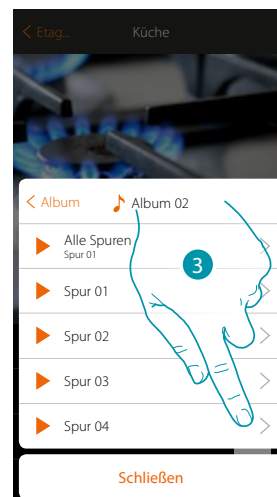 Etag...
Küche
Album
Album 02
Alle Spuren
Spur 01
3
Spur 01
Spur 02
Spur 03
Spur 04
Schließen